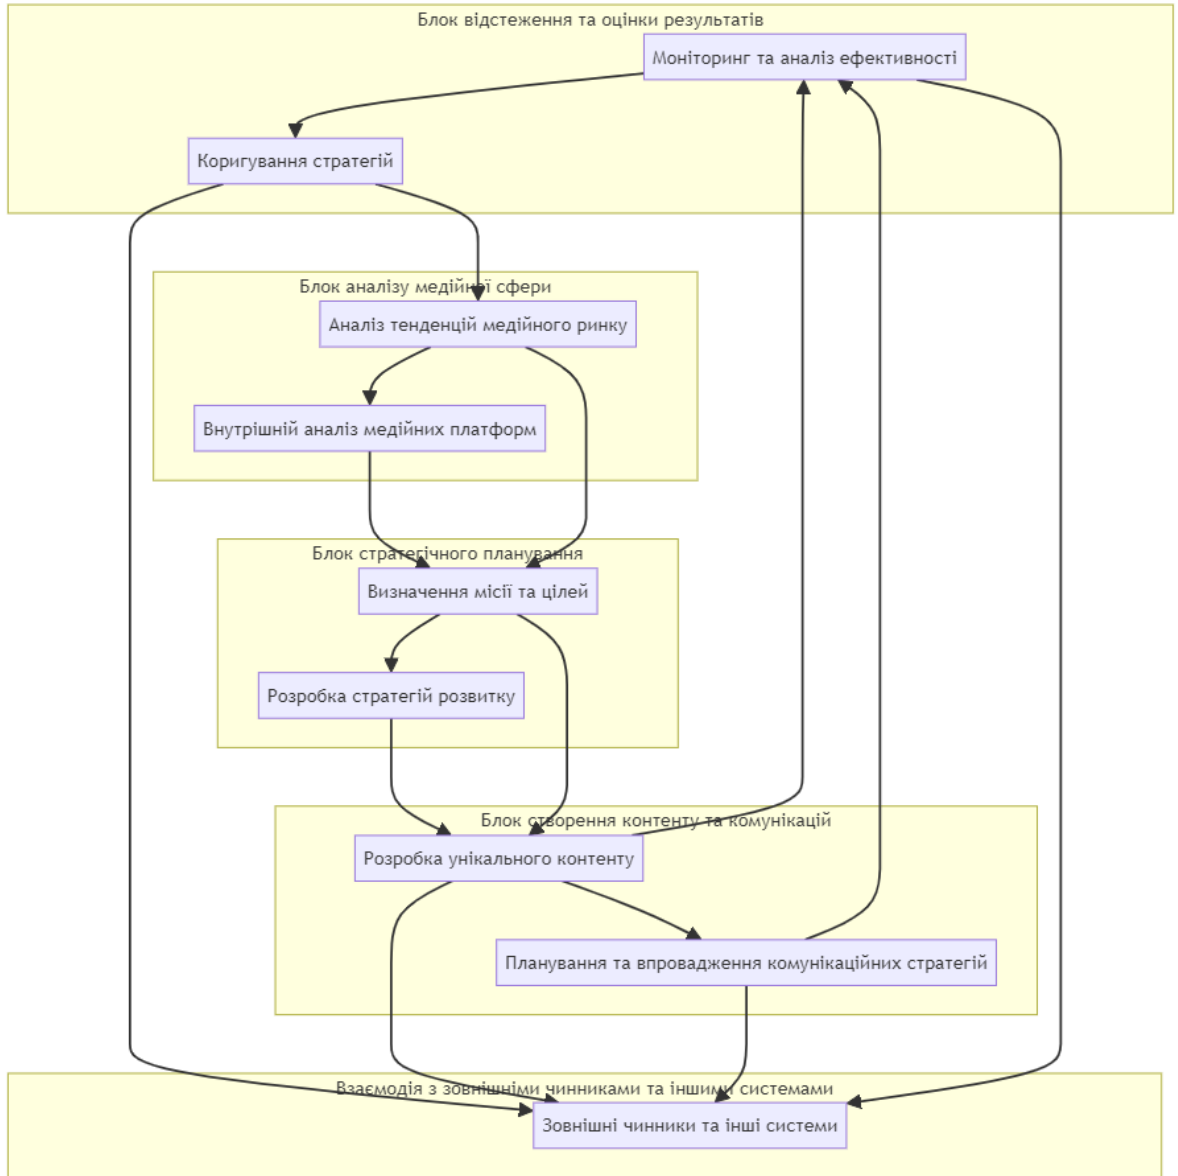 Блок відстеження та оцінки результатів
Моніторинг та аналіз ефективності
Коригування стратегій
Блок аналізу медійної сфери
Аналіз тенденцій медійного ринку
Внутрішній аналіз медійних платформ
Блок стратегічного планування
Визначення місії та цілей
Розробка стратегій розвитку
Блок створення контенту та комунікацій
Розробка унікального контенту
Планування та впровадження комунікаційних стратегій
Взаємодія з зовнішніми чинниками та іншими системами
Зовнішні чинники та інші системи